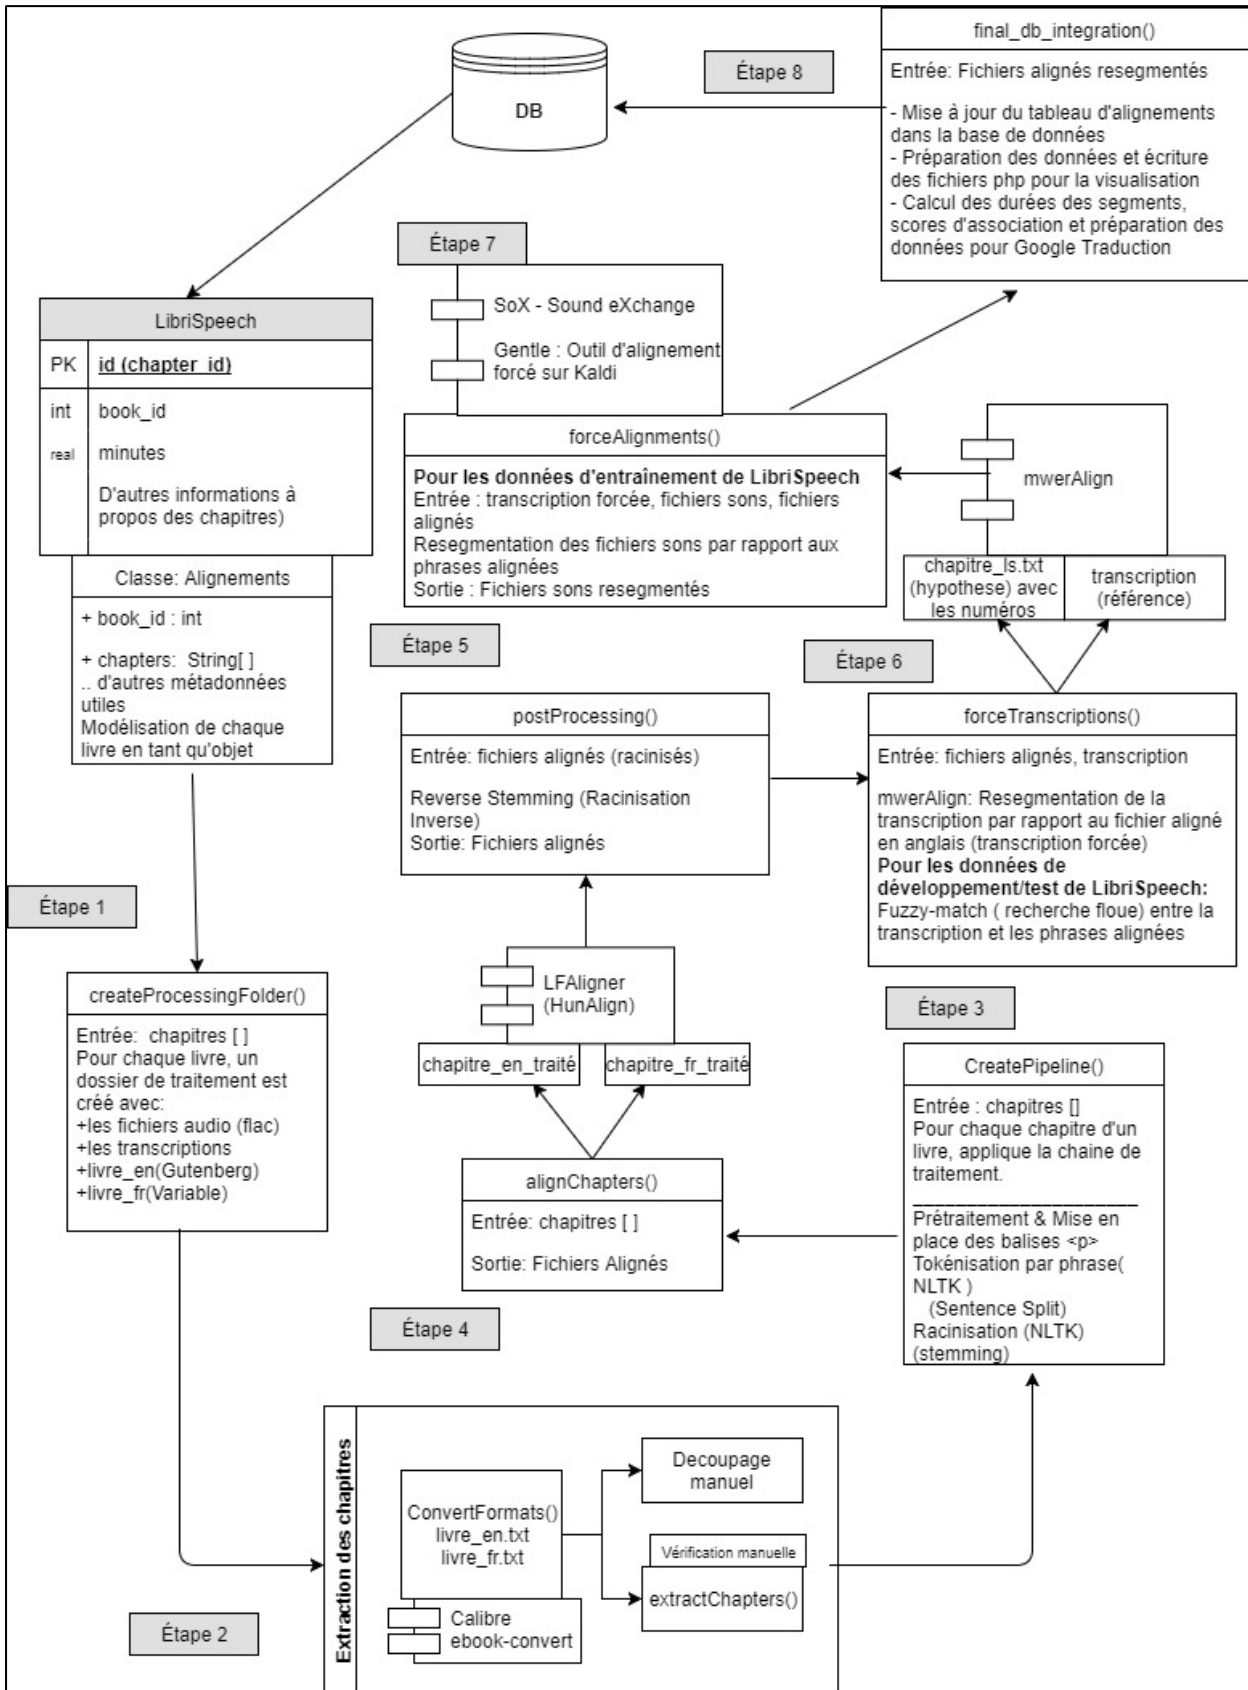 final_db_integration()
Entrée: Fichiers alignés resegmentés
- Mise à jour du tableau d'alignements
dans la base de données
- Préparation des données et écriture
des fichiers php pour la visualisation
- Calcul des durées des segments,
scores d'association et préparation des
données pour Google Traduction
Étape 8
DB
Étape 7
SoX - Sound eXchange
Gentle : Outil d'alignement
forcé sur Kaldi
LibriSpeech
PK
id (chapter_id)
int
book_id
real
minutes
D'autres informations à
propos des chapitres)
Classe: Alignements
+ book_id : int
+ chapters: String[ ]
.. d'autres métadonnées
utiles
Modélisation de chaque
livre en tant qu'objet
forceAlignments()
Pour les données d'entraînement de LibriSpeech
Entrée : transcription forcée, fichiers sons, fichiers
alignés
Resegmentation des fichiers sons par rapport aux
phrases alignées
Sortie : Fichiers sons resegmentés
mwerAlign
chapitre_ls.txt
(hypothese) avec
les numéros
transcription
(référence)
Étape 5
Étape 6
postProcessing()
Entrée: fichiers alignés (racinisés)
Reverse Stemming (Racinisation
Inverse)
Sortie: Fichiers alignés
forceTranscriptions()
Entrée: fichiers alignés, transcription
mwerAlign: Resegmentation de la
transcription par rapport au fichier aligné
en anglais (transcription forcée)
Pour les données de
développement/test de LibriSpeech:
Fuzzy-match ( recherche floue) entre la
transcription et les phrases alignées
Étape 1
createProcessingFolder()
Entrée: chapitres [ ]
Pour chaque livre, un
dossier de traitement est
créé avec:
+les fichiers audio (flac)
+les transcriptions
+livre_en(Gutenberg)
+livre_fr(Variable)
LFAligner
(HunAlign)
chapitre_en_traité
chapitre_fr_traité
Étape 3
CreatePipeline()
Entrée : chapitres []
Pour chaque chapitre d'un
livre, applique la chaine de
traitement.
Prétraitement & Mise en
place des balises <p>
Tokénisation par phrase(
NLTK )
(Sentence Split)
Racinisation (NLTK)
(stemming)
alignChapters()
Entrée: chapitres [ ]
Sortie: Fichiers Alignés
Étape 4
Extraction des chapitres
ConvertFormats()
livre_en.txt
livre_fr.txt
Calibre
ebook-convert
Decoupage
manuel
Vérification manuelle
extractChapters()
Étape 2